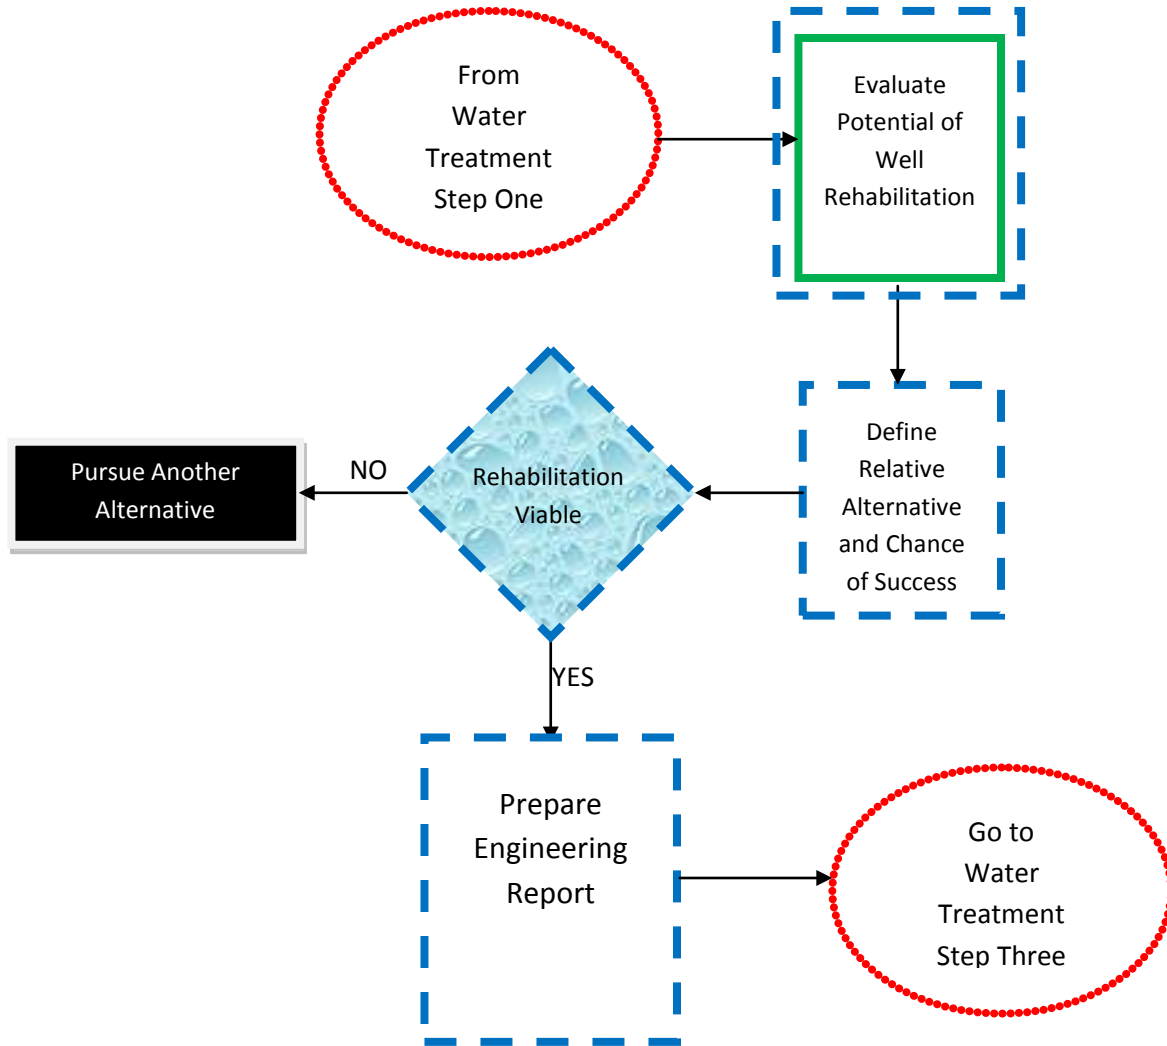 From
Water
Treatment
Step One
Evaluate
Potential of
Well
Rehabilitation
Define
Relative
Alternative
and Chance
of Success
Rehabilitation
Viable
NO
Pursue Another
Alternative
YES
Prepare
Engineering
Report
Go to
Water
Treatment
Step Three